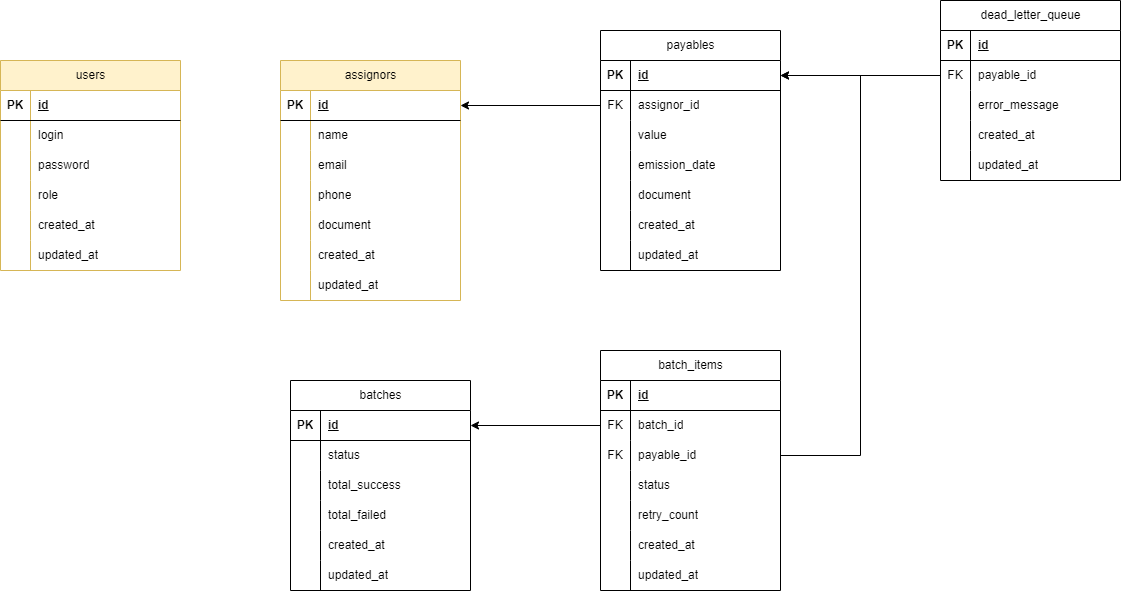 users
PK id
login
password
role
created_at
updated_at
assignors
PK id
name
email
phone
document
created_at
updated_at
payables
PK id
FK assignor_id
value
emission_date
document
created_at
updated_at
dead_letter_queue
PK id
FK payable_id
error_message
created_at
updated_at
batches
PK id
status
total_success
total_failed
created_at
updated_at
batch_items
PK id
FK batch_id
FK payable_id
status
retry_count
created_at
updated_at